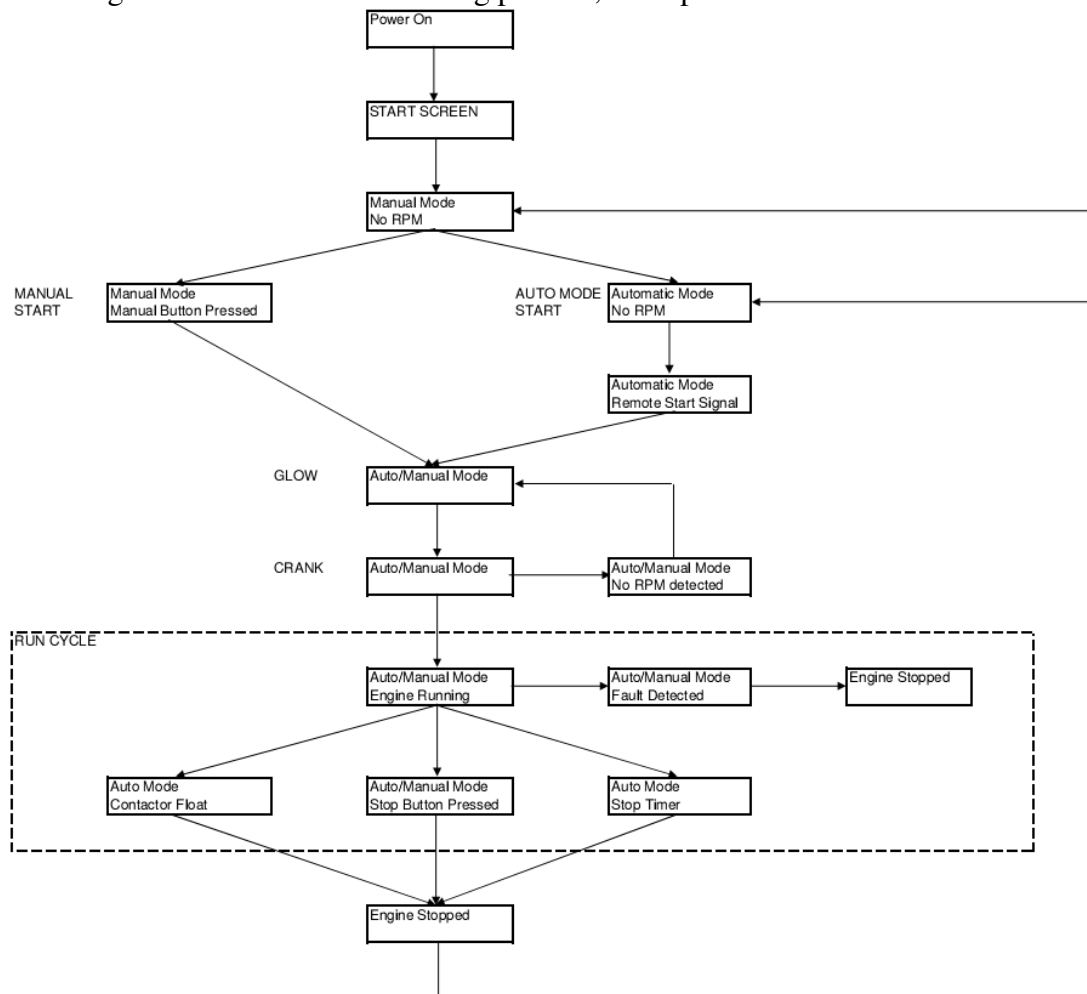 Power On
START SCREEN
Manual Mode
No RPM
MANUAL
START
Manual Mode
Manual Button Pressed
AUTO MODE
START
Automatic Mode
No RPM
Automatic Mode
Remote Start Signal
GLOW
Auto/Manual Mode
CRANK
Auto/Manual Mode
Auto/Manual Mode
No RPM detected
RUN CYCLE
Auto/Manual Mode
Engine Running
Auto/Manual Mode
Fault Detected
Engine Stopped
Auto Mode
Contactor Float
Auto/Manual Mode
Stop Button Pressed
Auto Mode
Stop Timer
Engine Stopped